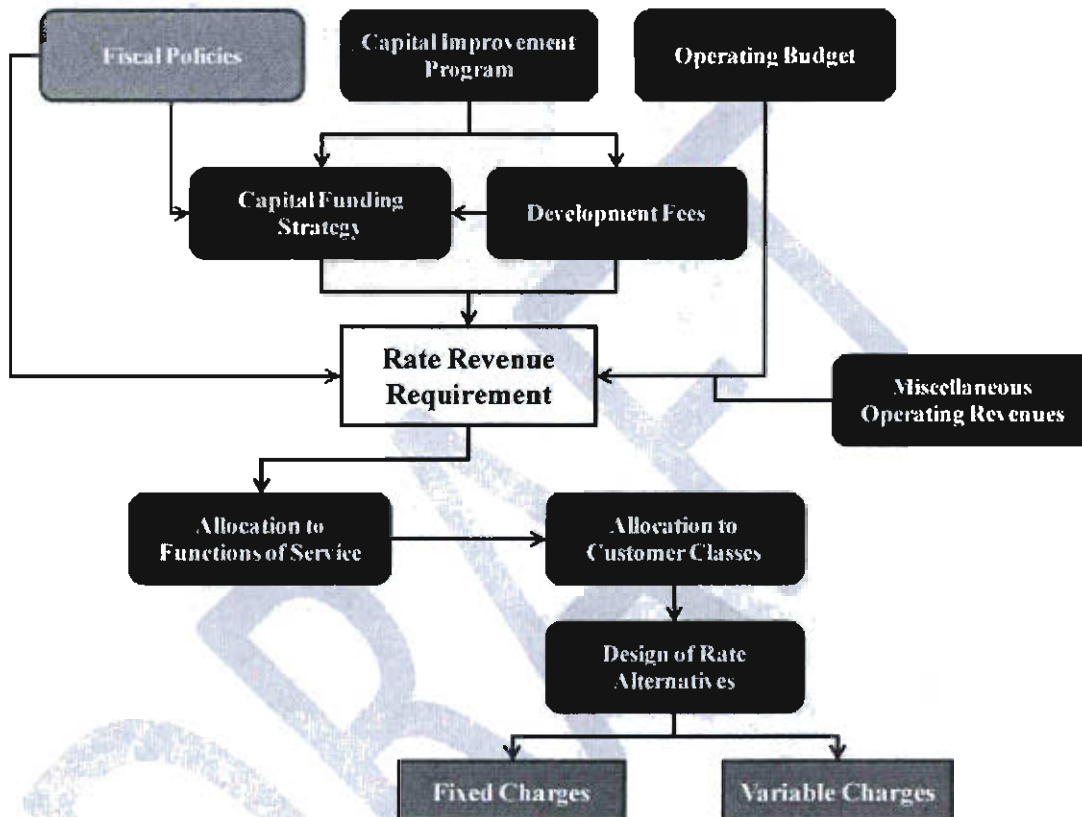 Fiscal Policies
Capital Improvement
Program
Operating Budget
Capital Funding
Strategy
Development Fees
Rate Revenue
Requirement
Miscellaneous
Operating Revenues
Allocation to
Functions of Service
Allocation to
Customer Classes
Design of Rate
Alternatives
Fixed Charges
Variable Charges
DRAFT